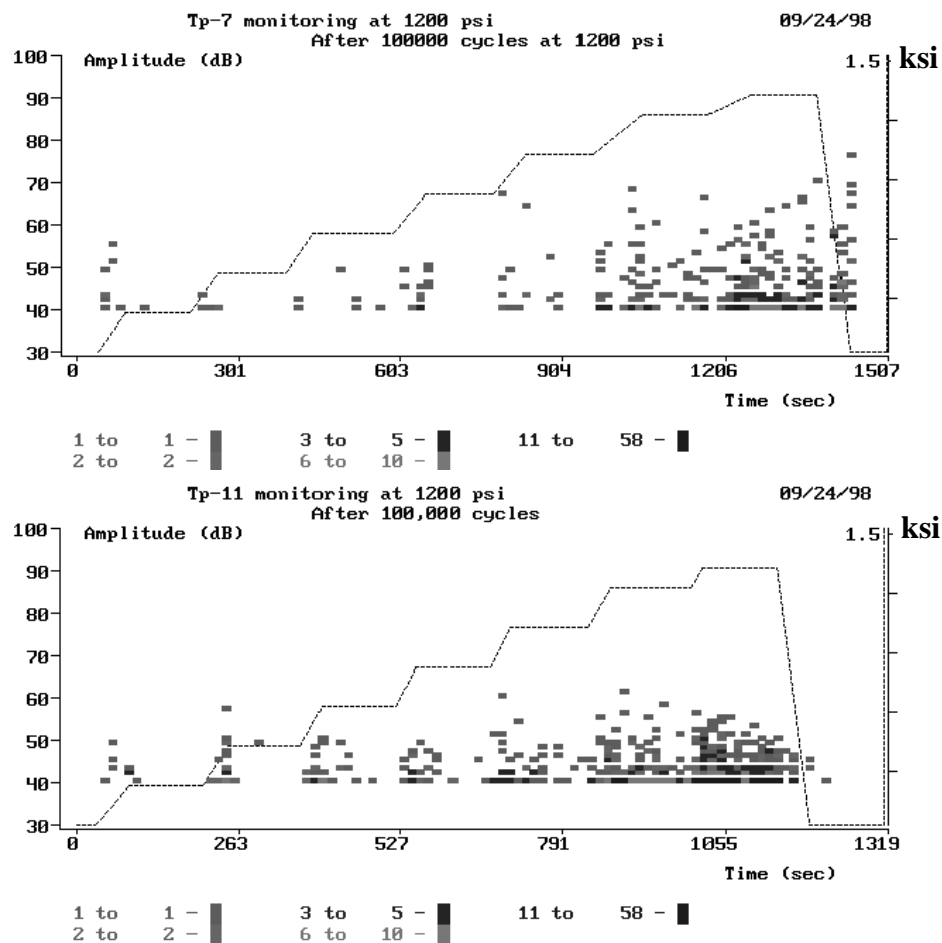 Tp-7 monitoring at 1200 psi 09/24/98
After 100000 cycles at 1200 psi
100 Amplitude (dB) 1.5 ksi
90
80
70
60
50
40
30
0 301 603 904 1206 1507
Time (sec)
1 to 1 - 3 to 5 - 11 to 58 -
2 to 2 - 6 to 10 -
Tp-11 monitoring at 1200 psi 09/24/98
After 100,000 cycles
100 Amplitude (dB) 1.5 ksi
90
80
70
60
50
40
30
0 263 527 791 1055 1319
Time (sec)
1 to 1 - 3 to 5 - 11 to 58 -
2 to 2 - 6 to 10 -